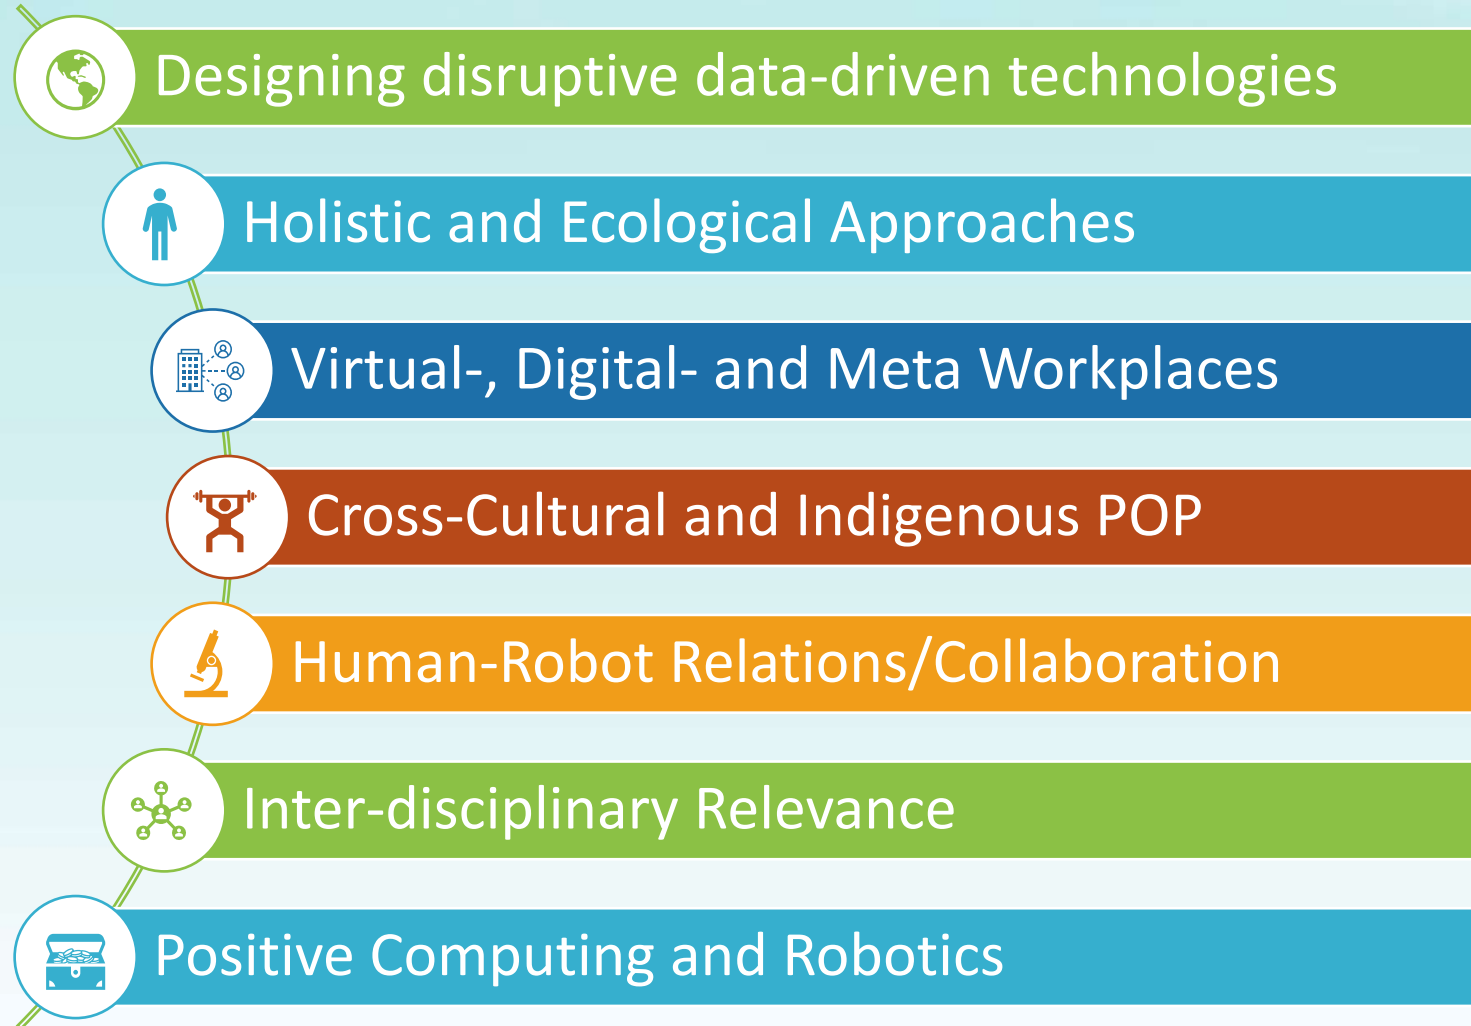 Designing disruptive data-driven technologies
Holistic and Ecological Approaches
Virtual-, Digital- and Meta Workplaces
Cross-Cultural and Indigenous POP
Human-Robot Relations/Collaboration
Inter-disciplinary Relevance
Positive Computing and Robotics